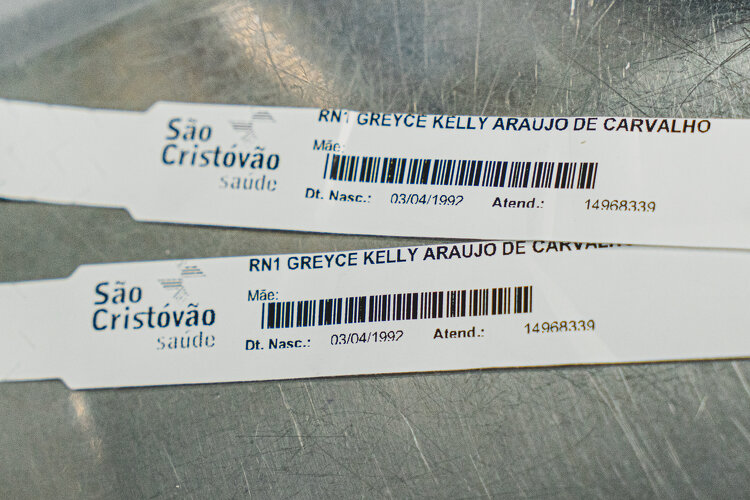 São
Cristóvão
saúde
RN1 GREYCE KELLY ARAUJO DE CARVALHO
Mãe:
Dt. Nasc.: 03/04/1992 Atend.: 14968339
São
Cristóvão
saúde
RN1 GREYCE KELLY ARAUJO DE CARVALHO
Mãe:
Dt. Nasc.: 03/04/1992 Atend.: 14968339